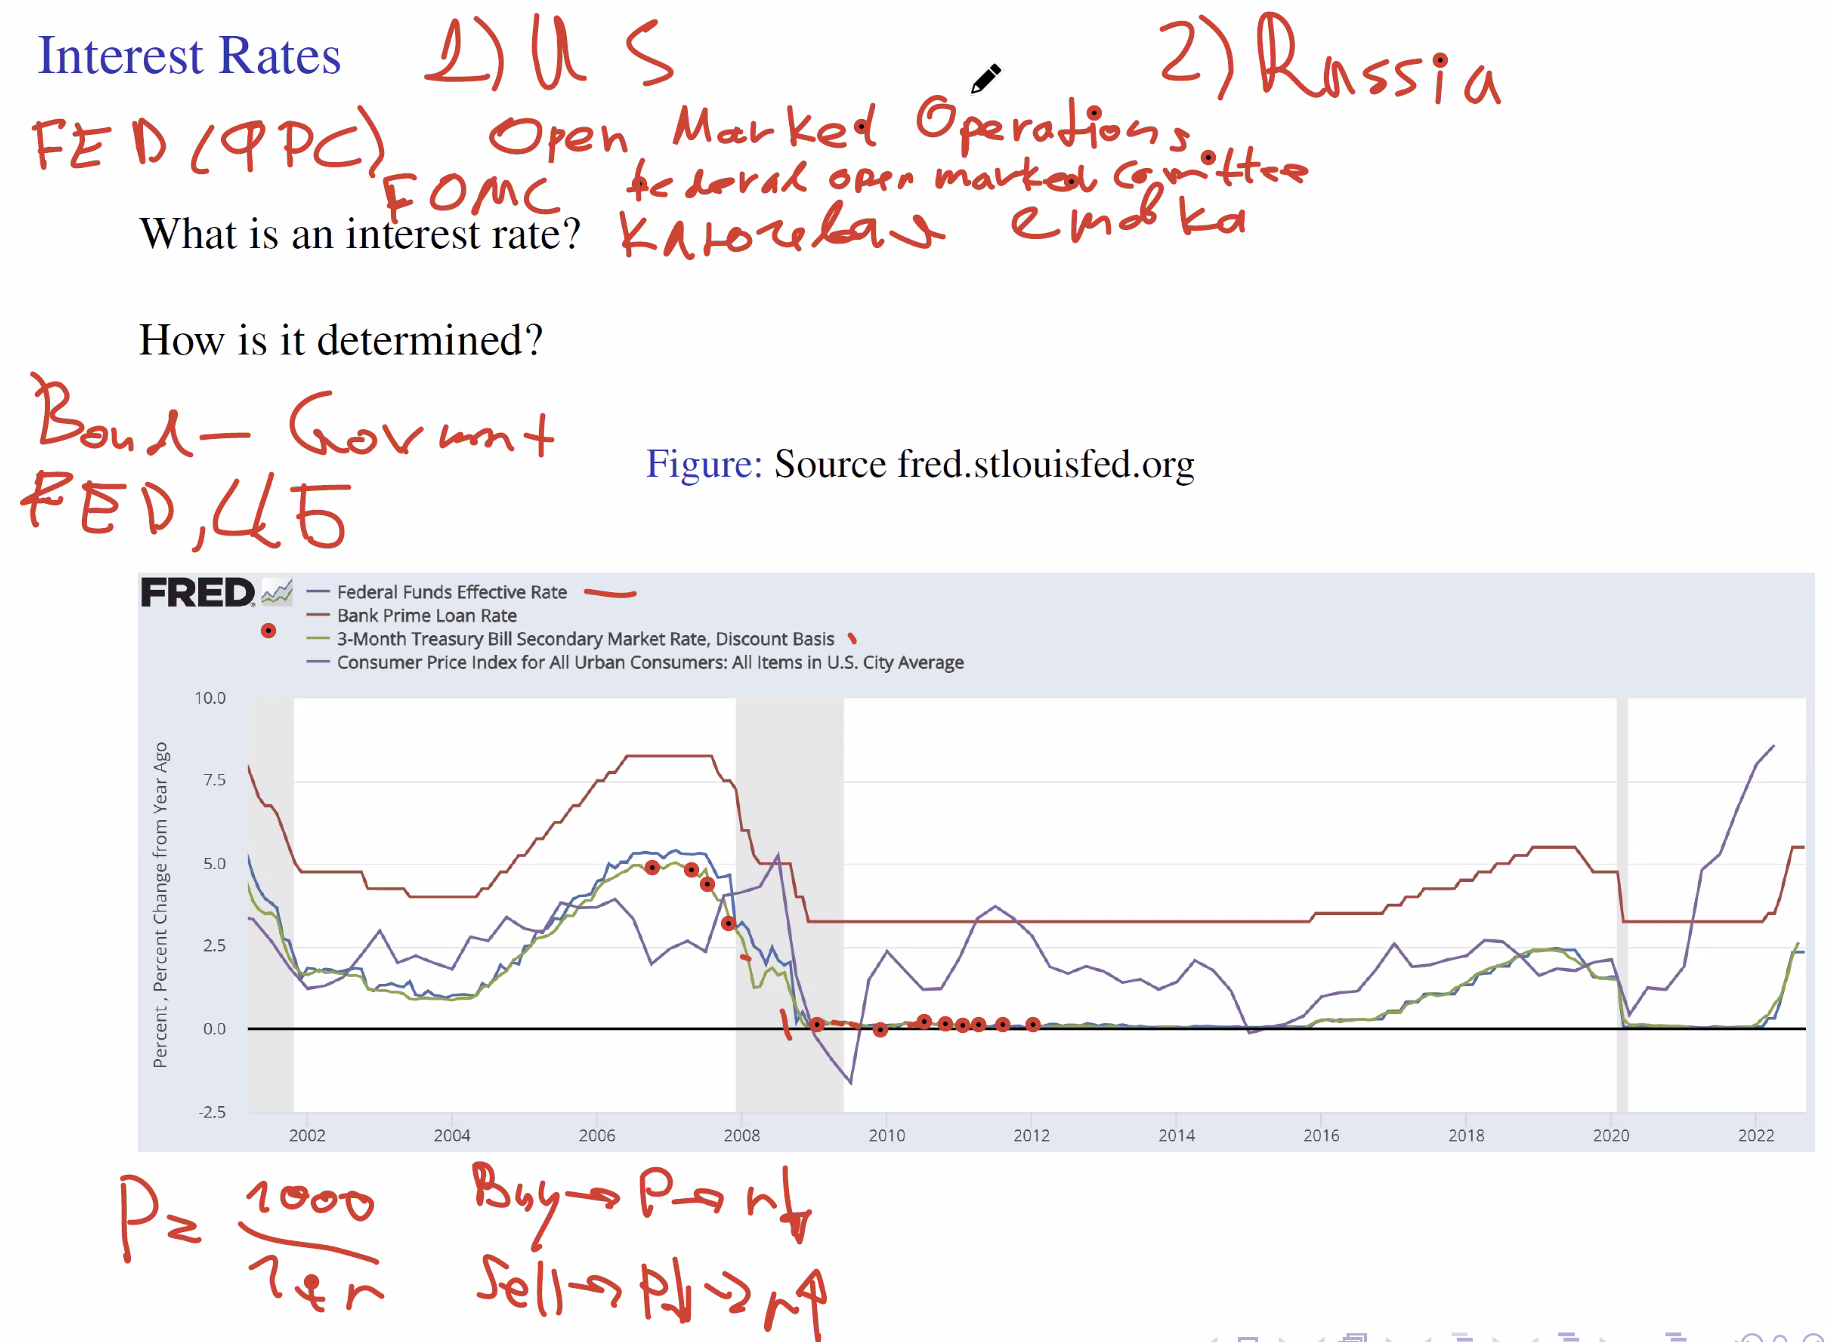 Interest Rates 1) US 2) Russia
FED (ФРС) Open Marked Operations
FOMC federal open marked Comittee
What is an interest rate? Ключевая
How is it determined?
Bond – Govrmnt
Figure: Source fred.stlouisfed.org
FED, ЦБ
FRED
Federal Funds Effective Rate
Bank Prime Loan Rate
3-Month Treasury Bill Secondary Market Rate, Discount Basis
Consumer Price Index for All Urban Consumers: All Items in U.S. City Average
Percent , Percent Change from Year Ago
10.0
7.5
5.0
2.5
0.0
-2.5
2002 2004 2006 2008 2010 2012 2014 2016 2018 2020 2022
P = 1000 / 1 + r
Buy → P → r↓
Sell → P↓ → r↑